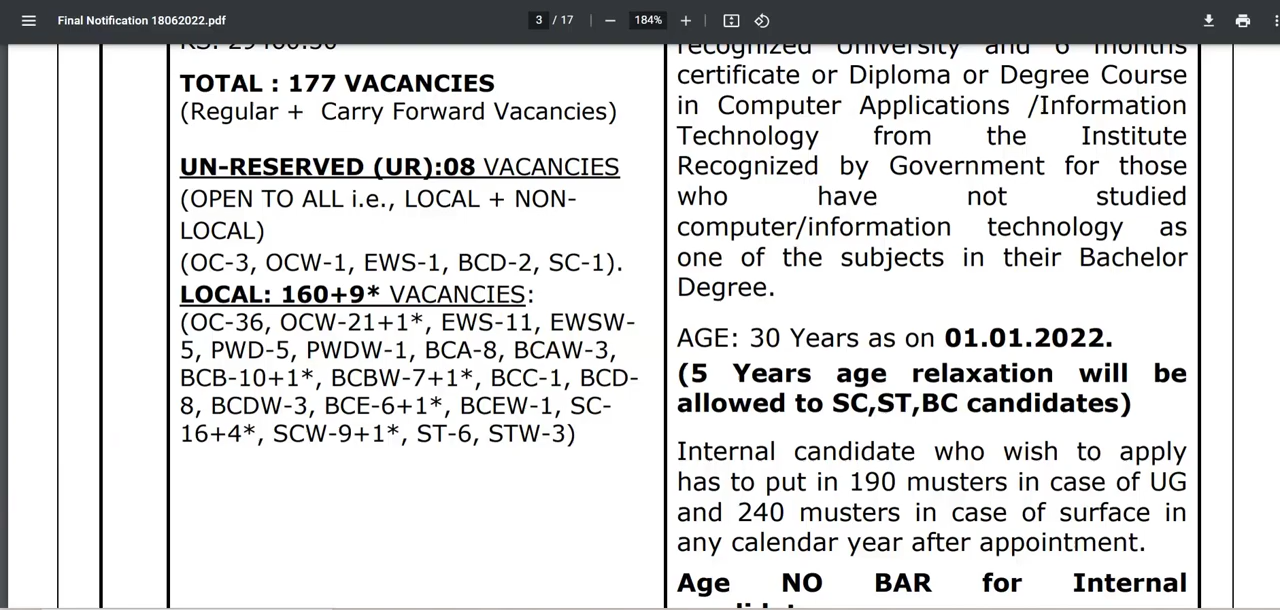 Final Notification 18062022.pdf
3 / 17
184%
RS. 29460.30
TOTAL : 177 VACANCIES
(Regular + Carry Forward Vacancies)
UN-RESERVED (UR):08 VACANCIES
(OPEN TO ALL i.e., LOCAL + NON-
LOCAL)
(OC-3, OCW-1, EWS-1, BCD-2, SC-1).
LOCAL: 160+9* VACANCIES:
(OC-36, OCW-21+1*, EWS-11, EWSW-
5, PWD-5, PWDW-1, BCA-8, BCAW-3,
BCB-10+1*, BCBW-7+1*, BCC-1, BCD-
8, BCDW-3, BCE-6+1*, BCEW-1, SC-
16+4*, SCW-9+1*, ST-6, STW-3)
recognized University and 6 months
certificate or Diploma or Degree Course
in Computer Applications /Information
Technology from the Institute
Recognized by Government for those
who have not studied
computer/information technology as
one of the subjects in their Bachelor
Degree.
AGE: 30 Years as on 01.01.2022.
(5 Years age relaxation will be
allowed to SC,ST,BC candidates)
Internal candidate who wish to apply
has to put in 190 musters in case of UG
and 240 musters in case of surface in
any calendar year after appointment.
Age NO BAR for Internal